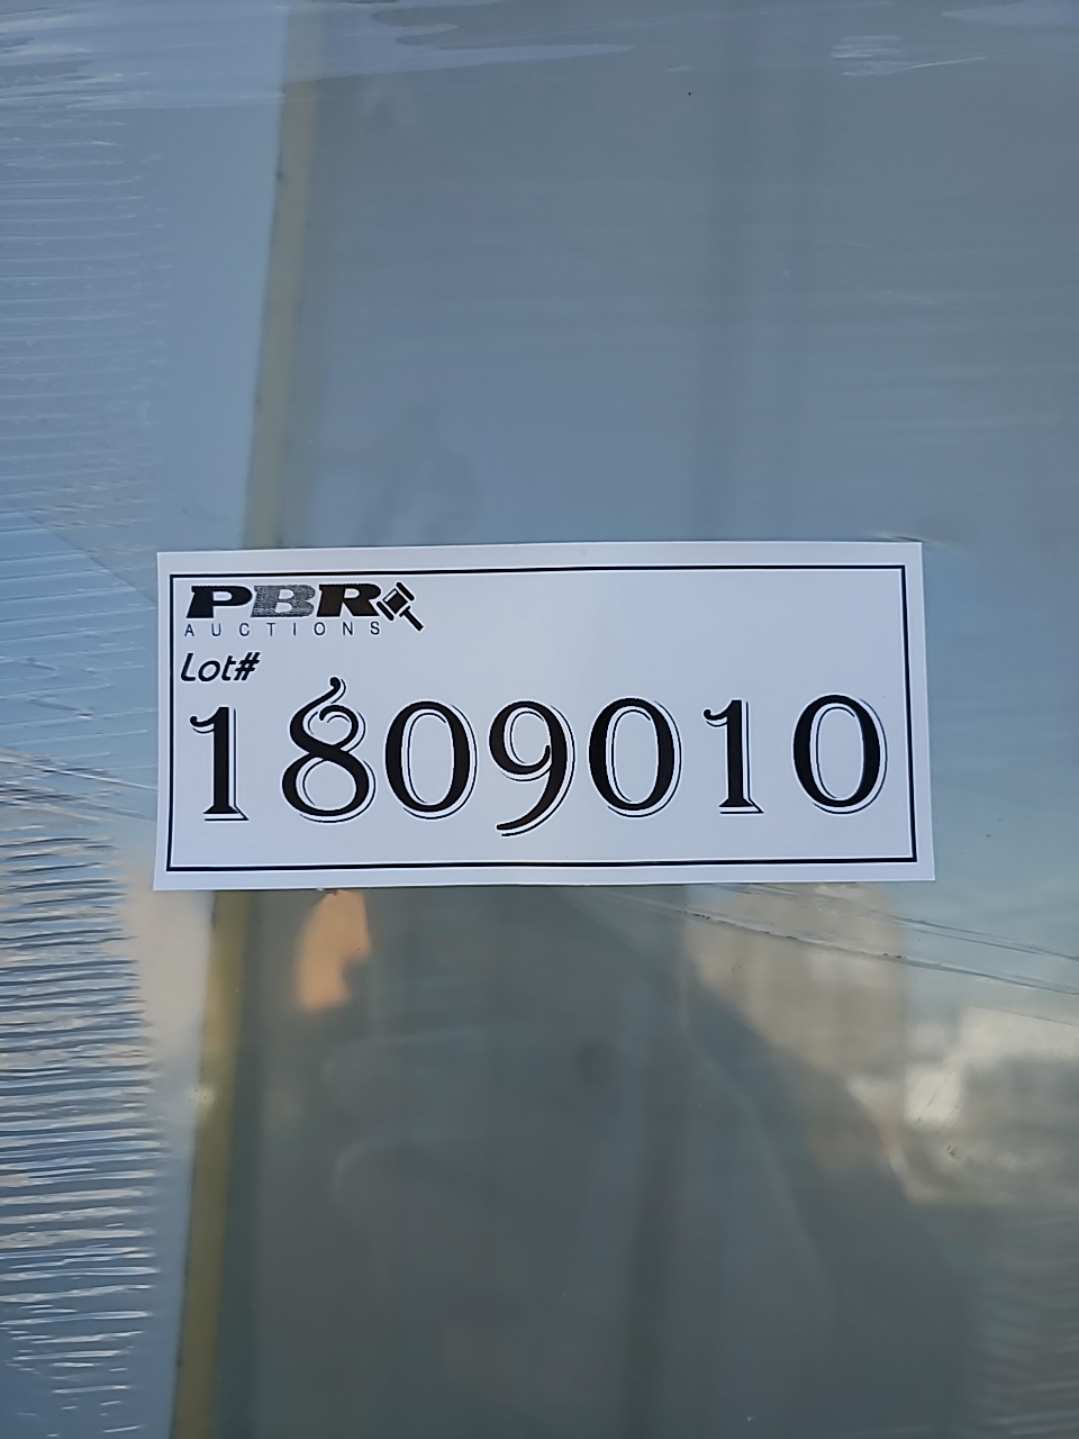 PBR
AUCTIONS
Lot#
1809010